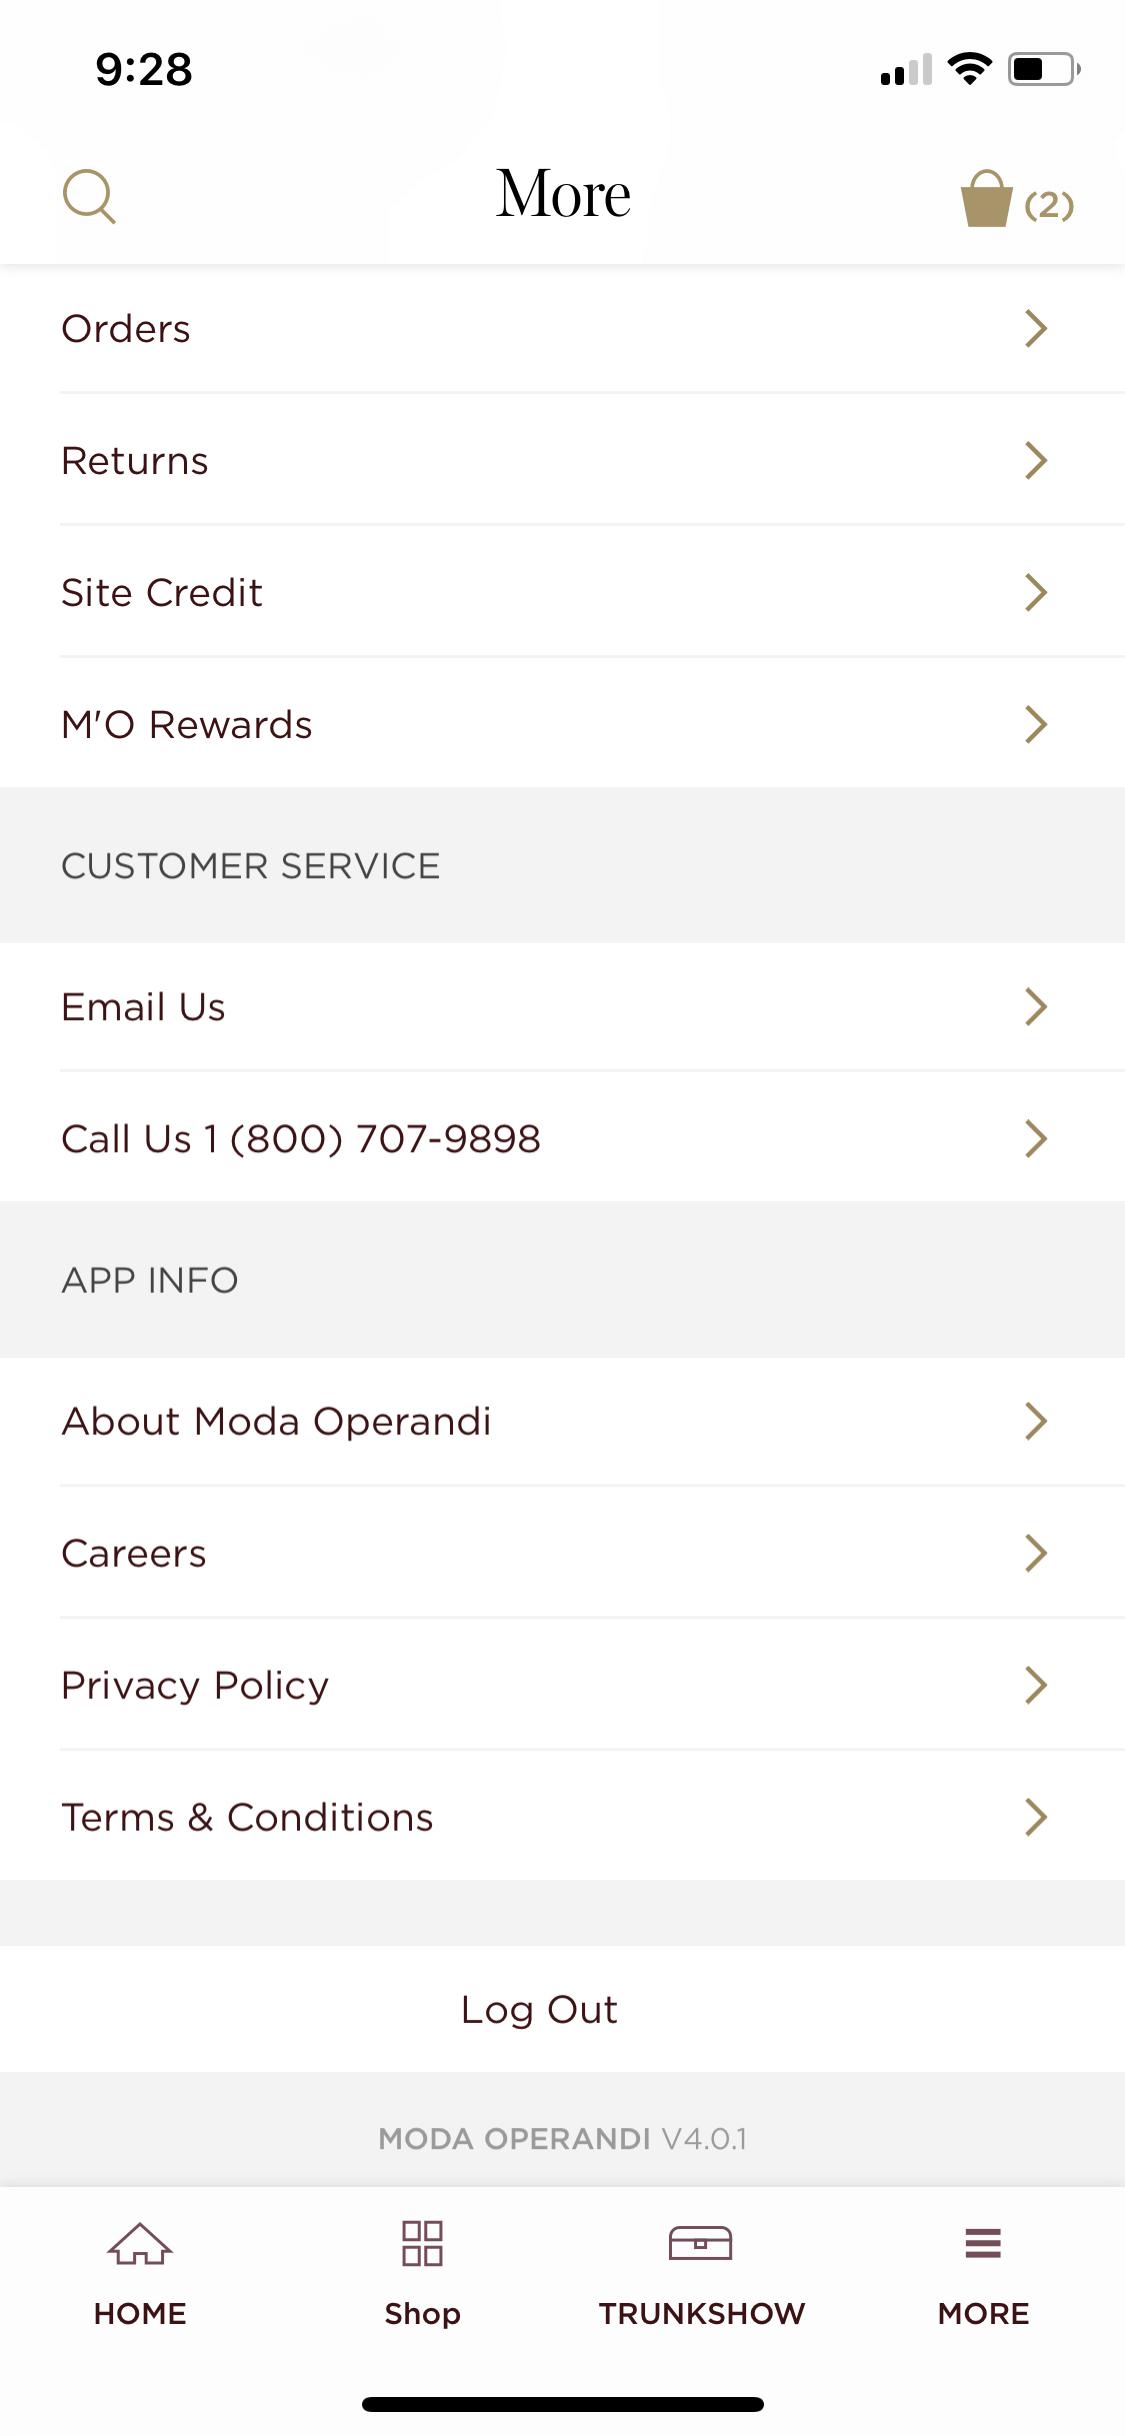 9:28
More
(2)
Orders
Returns
Site Credit
M'O Rewards
CUSTOMER SERVICE
Email Us
Call Us 1 (800) 707-9898
APP INFO
About Moda Operandi
Careers
Privacy Policy
Terms & Conditions
Log Out
MODA OPERANDI V4.0.1
HOME
Shop
TRUNKSHOW
MORE